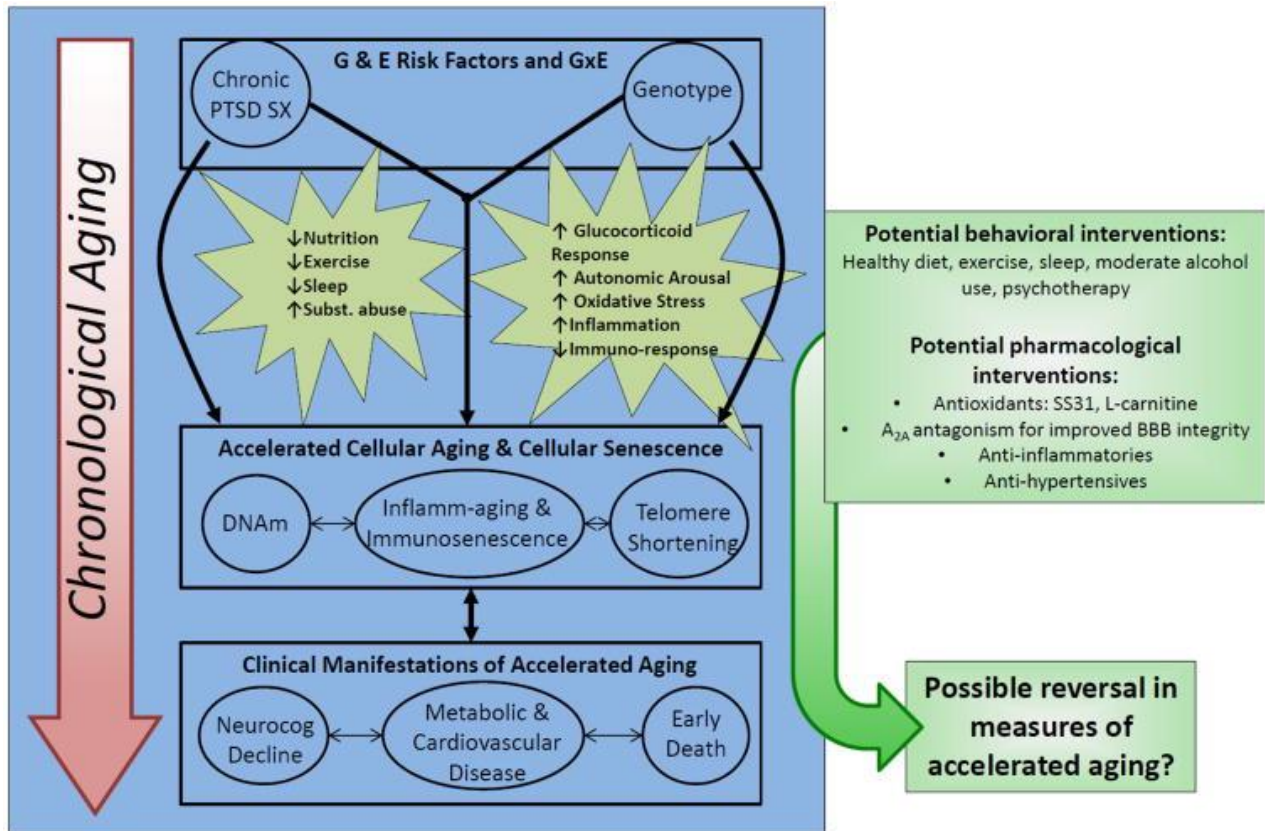 Chronological Aging
G & E Risk Factors and GxE
Chronic
PTSD SX
Genotype
↓Nutrition
↓Exercise
↓Sleep
↑Subst. abuse
↑ Glucocorticoid
Response
↑ Autonomic Arousal
↑ Oxidative Stress
↑Inflammation
↓Immuno-response
Accelerated Cellular Aging & Cellular Senescence
DNAm
Inflamm-aging &
Immunosenescence
Telomere
Shortening
Clinical Manifestations of Accelerated Aging
Neurocog
Decline
Metabolic &
Cardiovascular
Disease
Early
Death
Potential behavioral interventions:
Healthy diet, exercise, sleep, moderate alcohol
use, psychotherapy
Potential pharmacological
interventions:
• Antioxidants: SS31, L-carnitine
• A₂A antagonism for improved BBB integrity
• Anti-inflammatories
• Anti-hypertensives
Possible reversal in
measures of
accelerated aging?